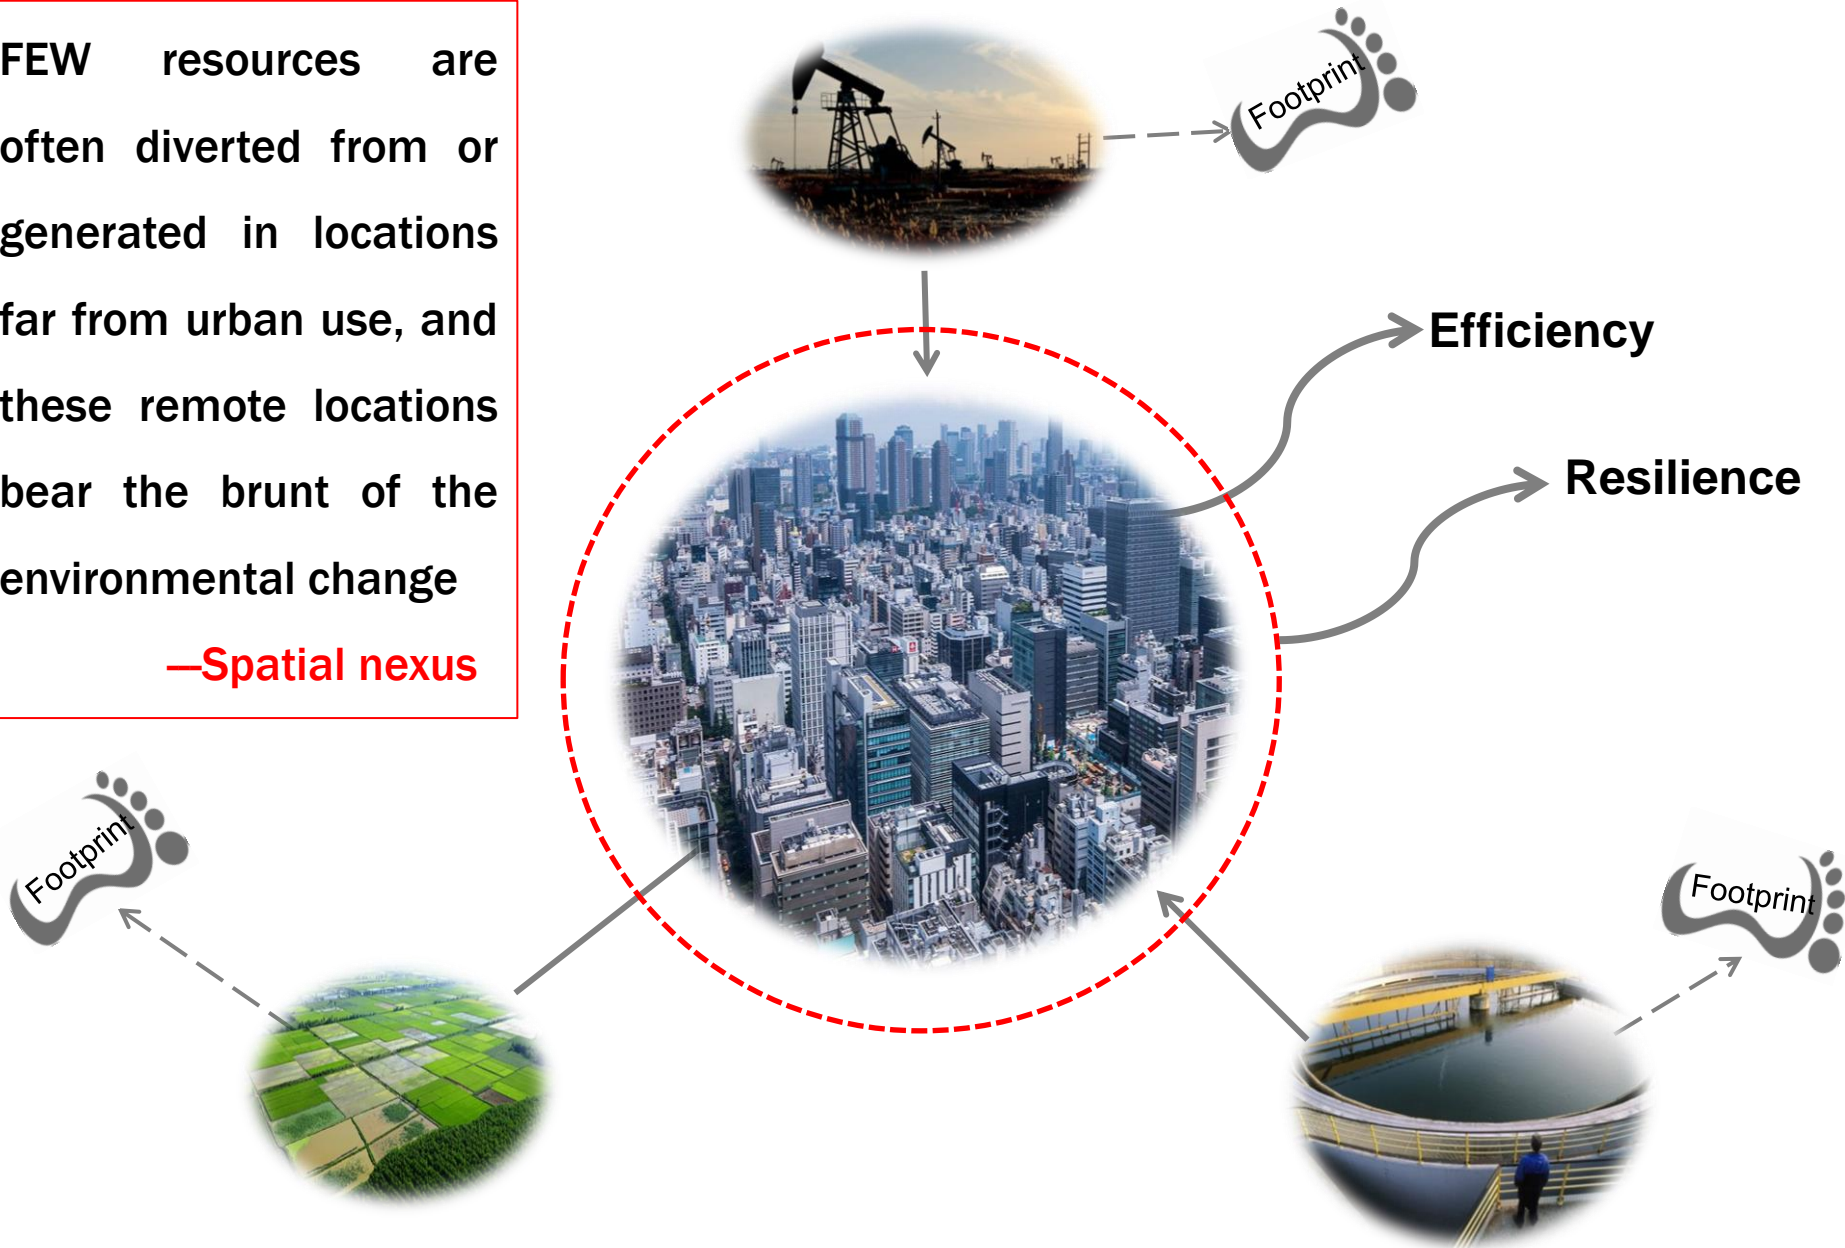 FEW resources are
often diverted from or
generated in locations
far from urban use, and
these remote locations
bear the brunt of the
environmental change
—Spatial nexus
Footprint
Efficiency
Resilience
Footprint
Footprint